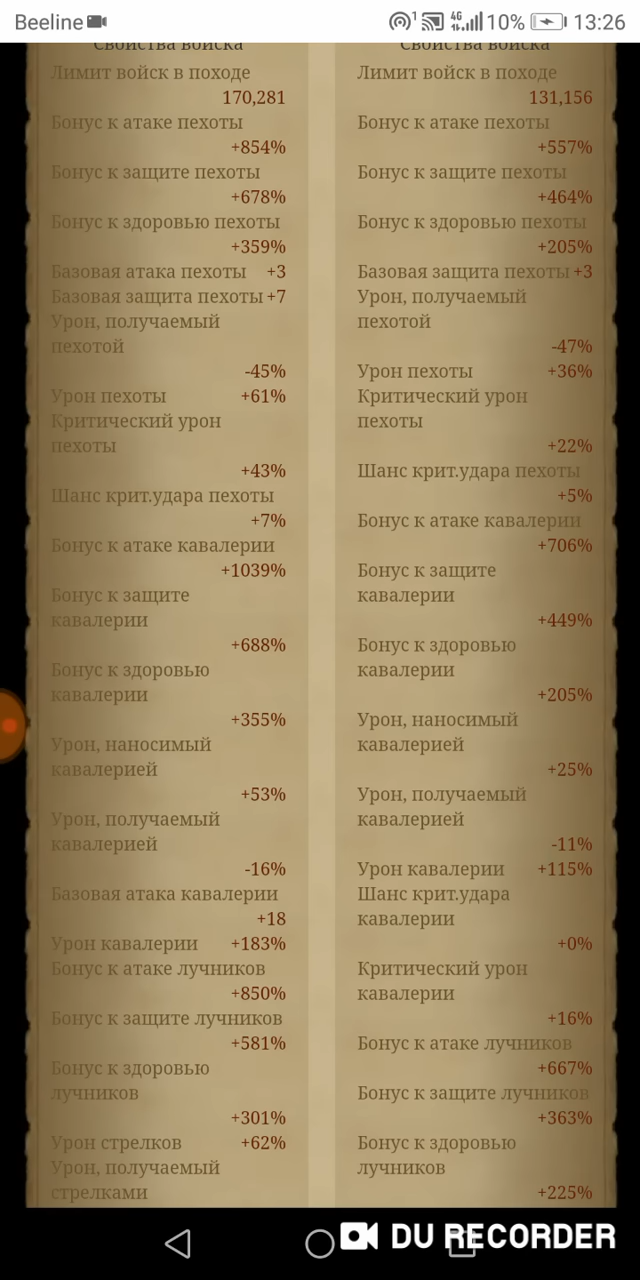 Beeline 4G 10% 13:26
Свойства войска
Лимит войск в походе
170,281
Бонус к атаке пехоты
+854%
Бонус к защите пехоты
+678%
Бонус к здоровью пехоты
+359%
Базовая атака пехоты +3
Базовая защита пехоты +7
Урон, получаемый
пехотой
-45%
Урон пехоты +61%
Критический урон
пехоты
+43%
Шанс крит.удара пехоты
+7%
Бонус к атаке кавалерии
+1039%
Бонус к защите
кавалерии
+688%
Бонус к здоровью
кавалерии
+355%
Урон, наносимый
кавалерией
+53%
Урон, получаемый
кавалерией
-16%
Базовая атака кавалерии
+18
Урон кавалерии +183%
Бонус к атаке лучников
+850%
Бонус к защите лучников
+581%
Бонус к здоровью
лучников
+301%
Урон стрелков +62%
Урон, получаемый
стрелками
Свойства войска
Лимит войск в походе
131,156
Бонус к атаке пехоты
+557%
Бонус к защите пехоты
+464%
Бонус к здоровью пехоты
+205%
Базовая защита пехоты +3
Урон, получаемый
пехотой
-47%
Урон пехоты +36%
Критический урон
пехоты
+22%
Шанс крит.удара пехоты
+5%
Бонус к атаке кавалерии
+706%
Бонус к защите
кавалерии
+449%
Бонус к здоровью
кавалерии
+205%
Урон, наносимый
кавалерией
+25%
Урон, получаемый
кавалерией
-11%
Урон кавалерии +115%
Шанс крит.удара
кавалерии
+0%
Критический урон
кавалерии
+16%
Бонус к атаке лучников
+667%
Бонус к защите лучников
+363%
Бонус к здоровью
лучников
+225%
DU RECORDER